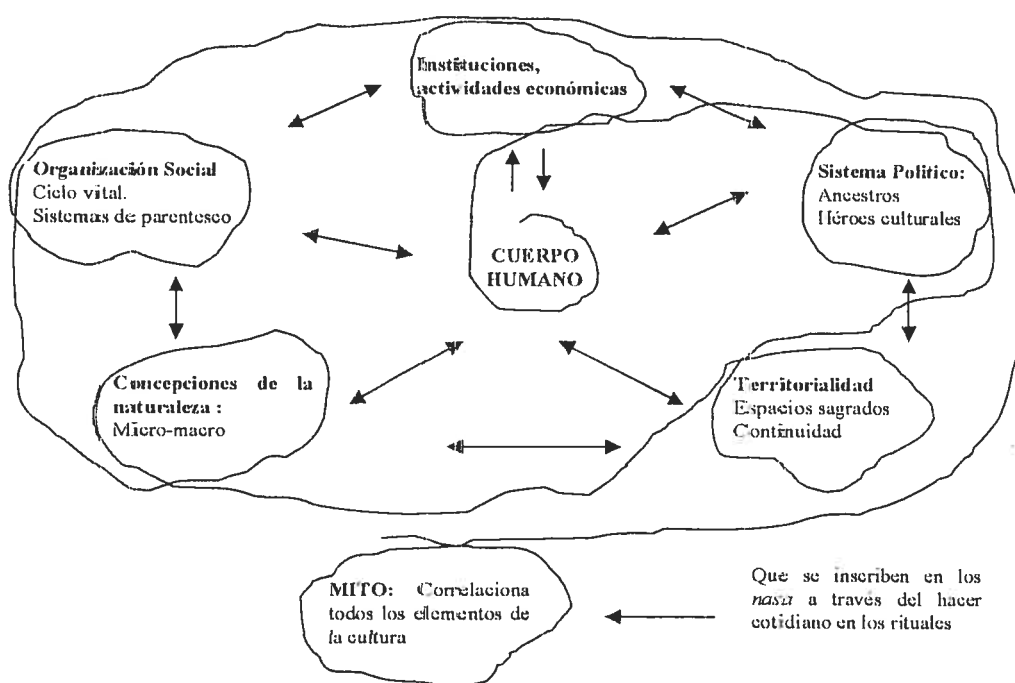 Instituciones,
actividades económicas
Organización Social
Ciclo vital.
Sistemas de parentesco
Sistema Político:
Ancestros
Héroes culturales
CUERPO
HUMANO
Concepciones de la
naturaleza :
Micro-macro
Territorialidad
Espacios sagrados
Continuidad
MITO: Correlaciona
todos los elementos de
la cultura
Que se inscriben en los
nasa a través del hacer
cotidiano en los rituales